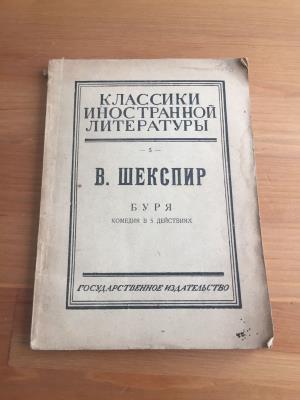 КЛАССИКИ
ИНОСТРАННОЙ
ЛИТЕРАТУРЫ
— 5 —
В. ШЕКСПИР
БУРЯ
КОМЕДИЯ В 5 ДЕЙСТВИЯХ
ГОСУДАРСТВЕННОЕ ИЗДАТЕЛЬСТВО